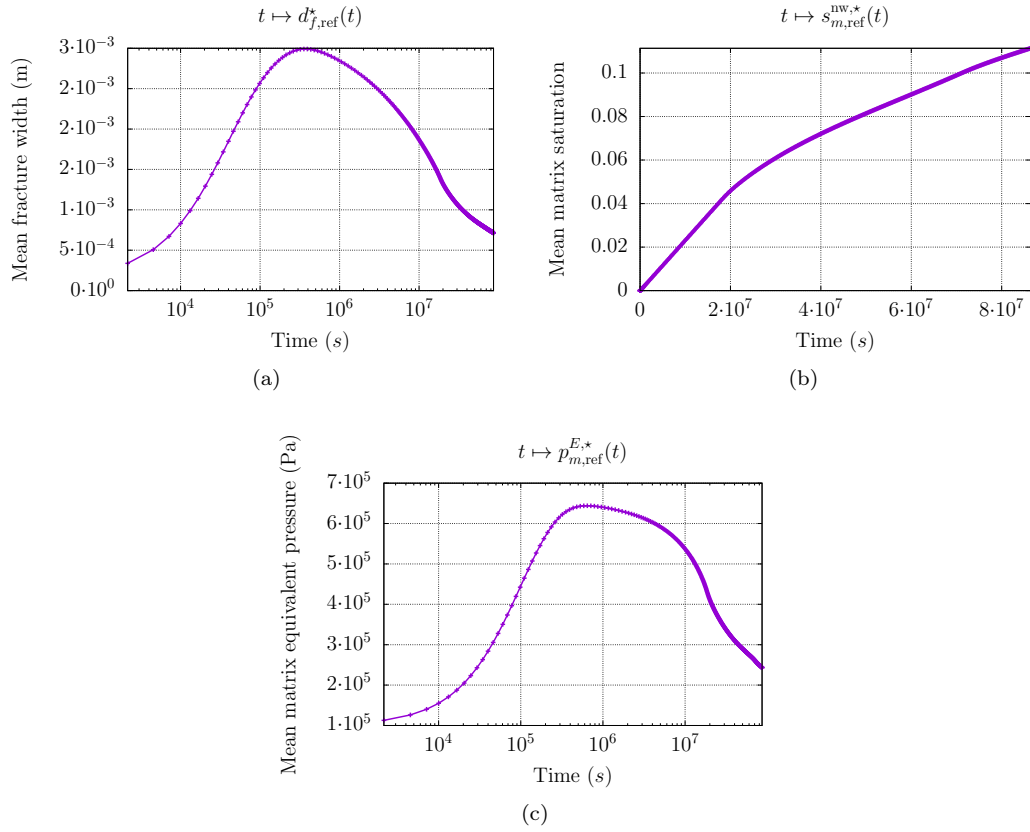 t ↦ d⋆f,ref(t)
Mean fracture width (m)
3·10⁻³
2·10⁻³
2·10⁻³
2·10⁻³
1·10⁻³
5·10⁻⁴
0·10⁰
10⁴ 10⁵ 10⁶ 10⁷
Time (s)
(a)
t ↦ sⁿʷ,⋆m,ref(t)
Mean matrix saturation
0.1
0.08
0.06
0.04
0.02
0
0 2·10⁷ 4·10⁷ 6·10⁷ 8·10⁷
Time (s)
(b)
t ↦ pᴱ,⋆m,ref(t)
Mean matrix equivalent pressure (Pa)
7·10⁵
6·10⁵
5·10⁵
4·10⁵
3·10⁵
2·10⁵
1·10⁵
10⁴ 10⁵ 10⁶ 10⁷
Time (s)
(c)